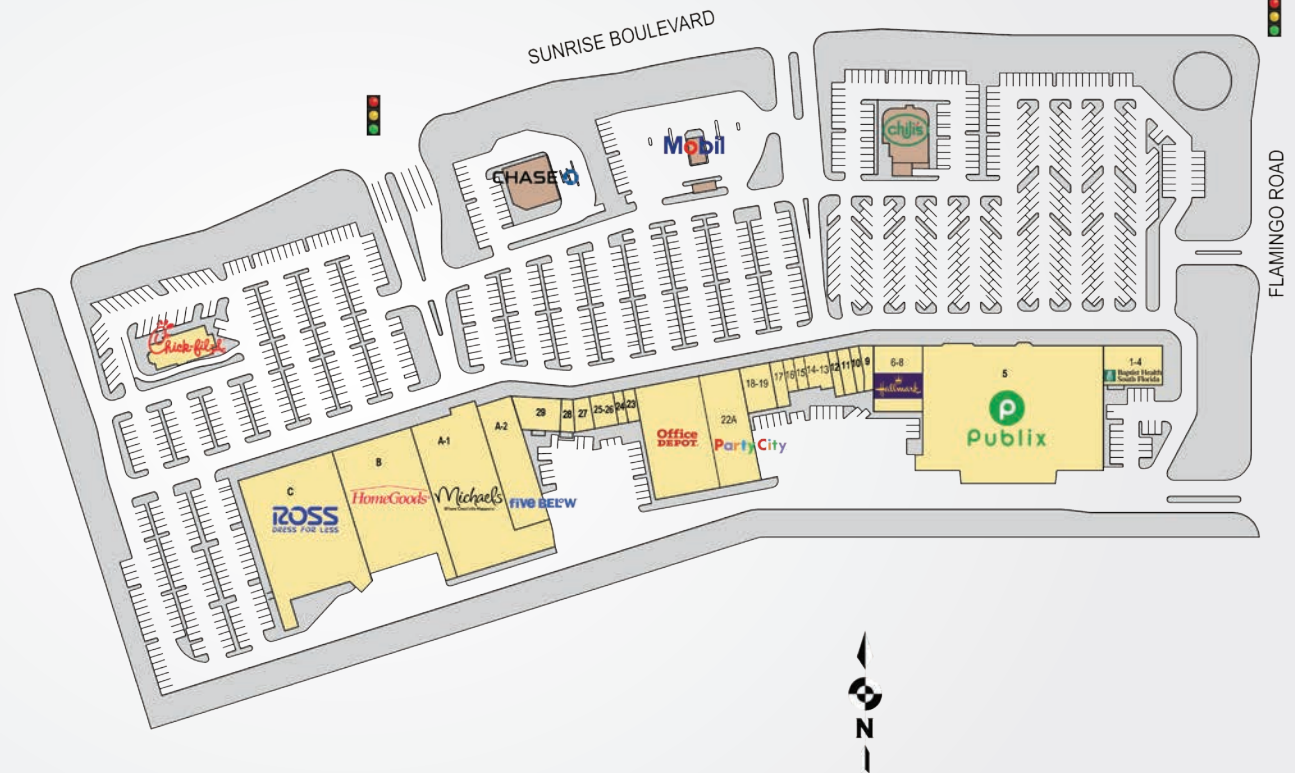 SUNRISE BOULEVARD
FLAMINGO ROAD
CHASE
Mobil
chili's
Chick-fil-A
C
ROSS
DRESS FOR LESS
B
HomeGoods
A-1
Michaels
A-2
five BELOW
29
28
27
25-26
24
23
Office
DEPOT
22A
Party City
18-19
17
16
15
14-13
12
11
10
9
6-8
Hallmark
5
p
Publix
1-4
Baptist Health
South Florida
N